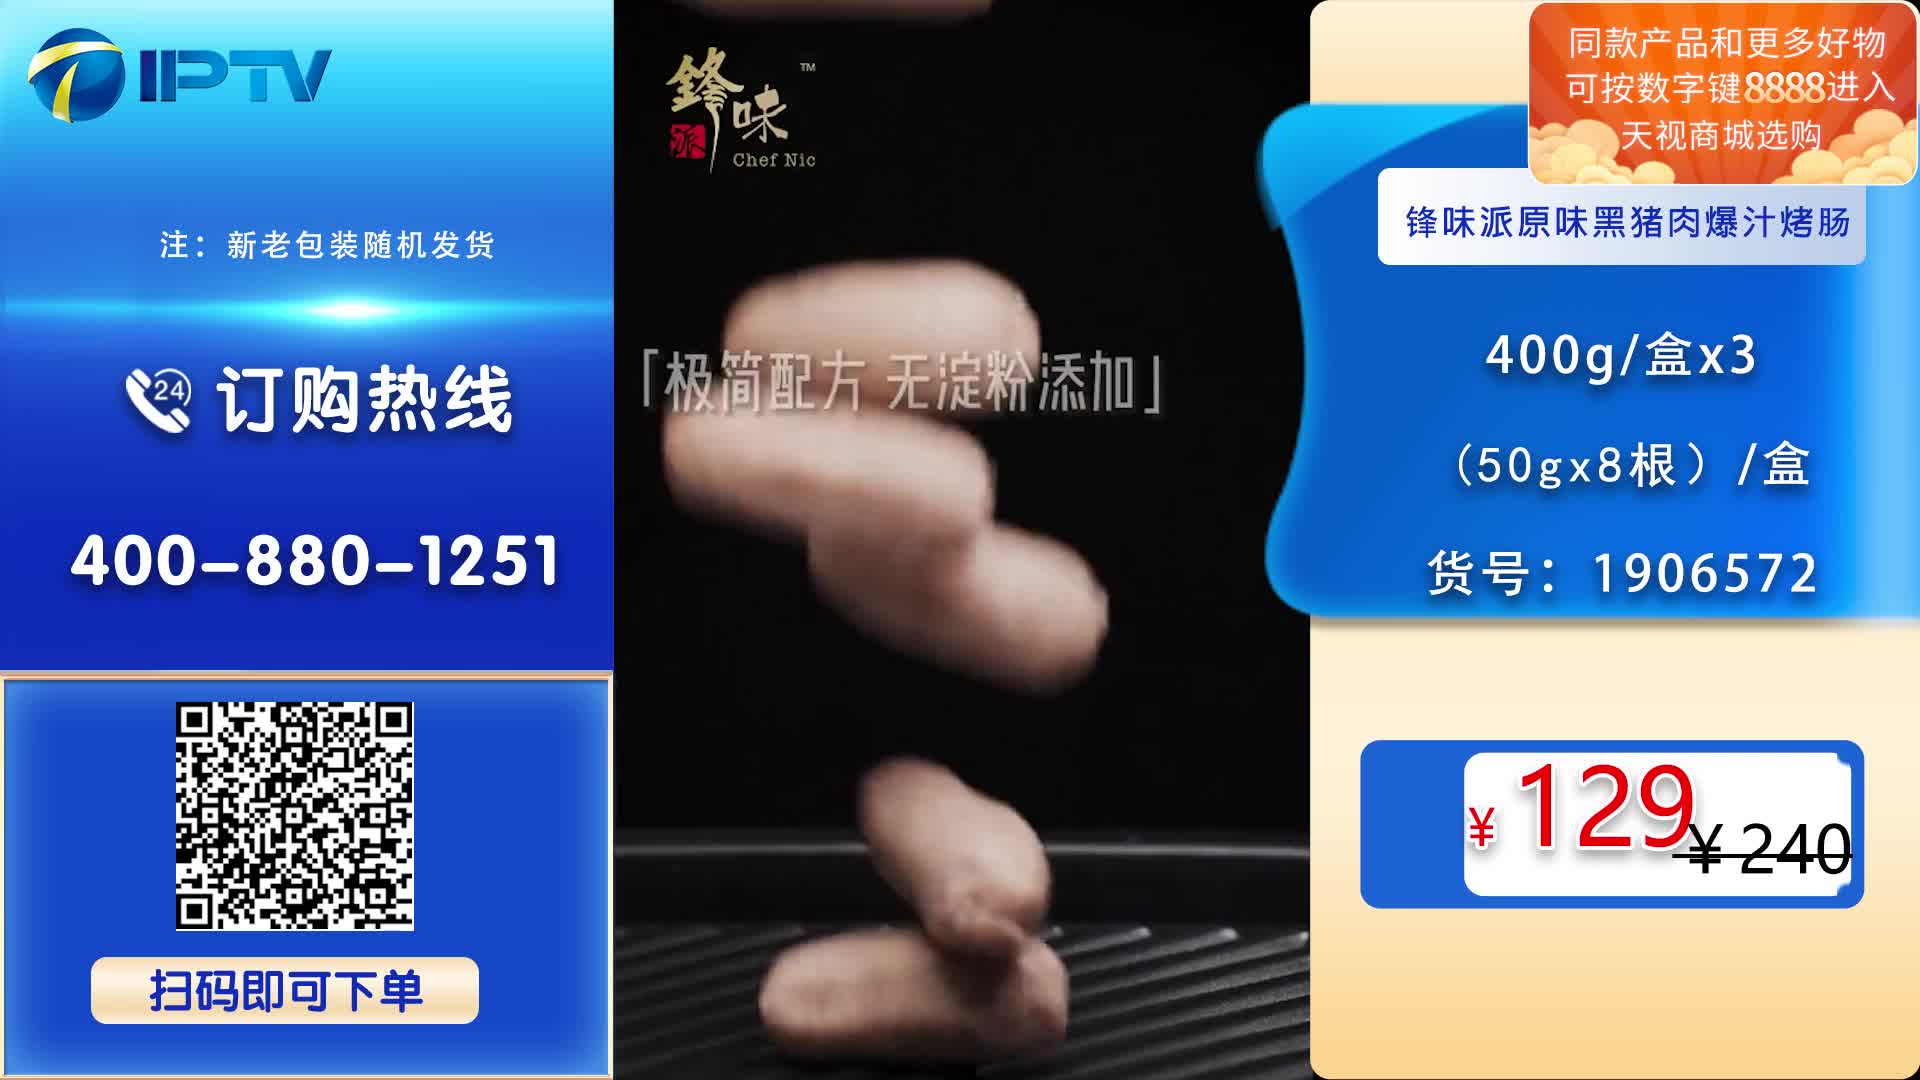 IPTV
注：新老包装随机发货
24
订购热线
400-880-1251
扫码即可下单
鋒味
TM
派
Chef Nic
「极简配方 无淀粉添加」
同款产品和更多好物
可按数字键8888进入
天视商城选购
锋味派原味黑猪肉爆汁烤肠
400g/盒x3
（50gx8根）/盒
货号：1906572
¥129
¥240